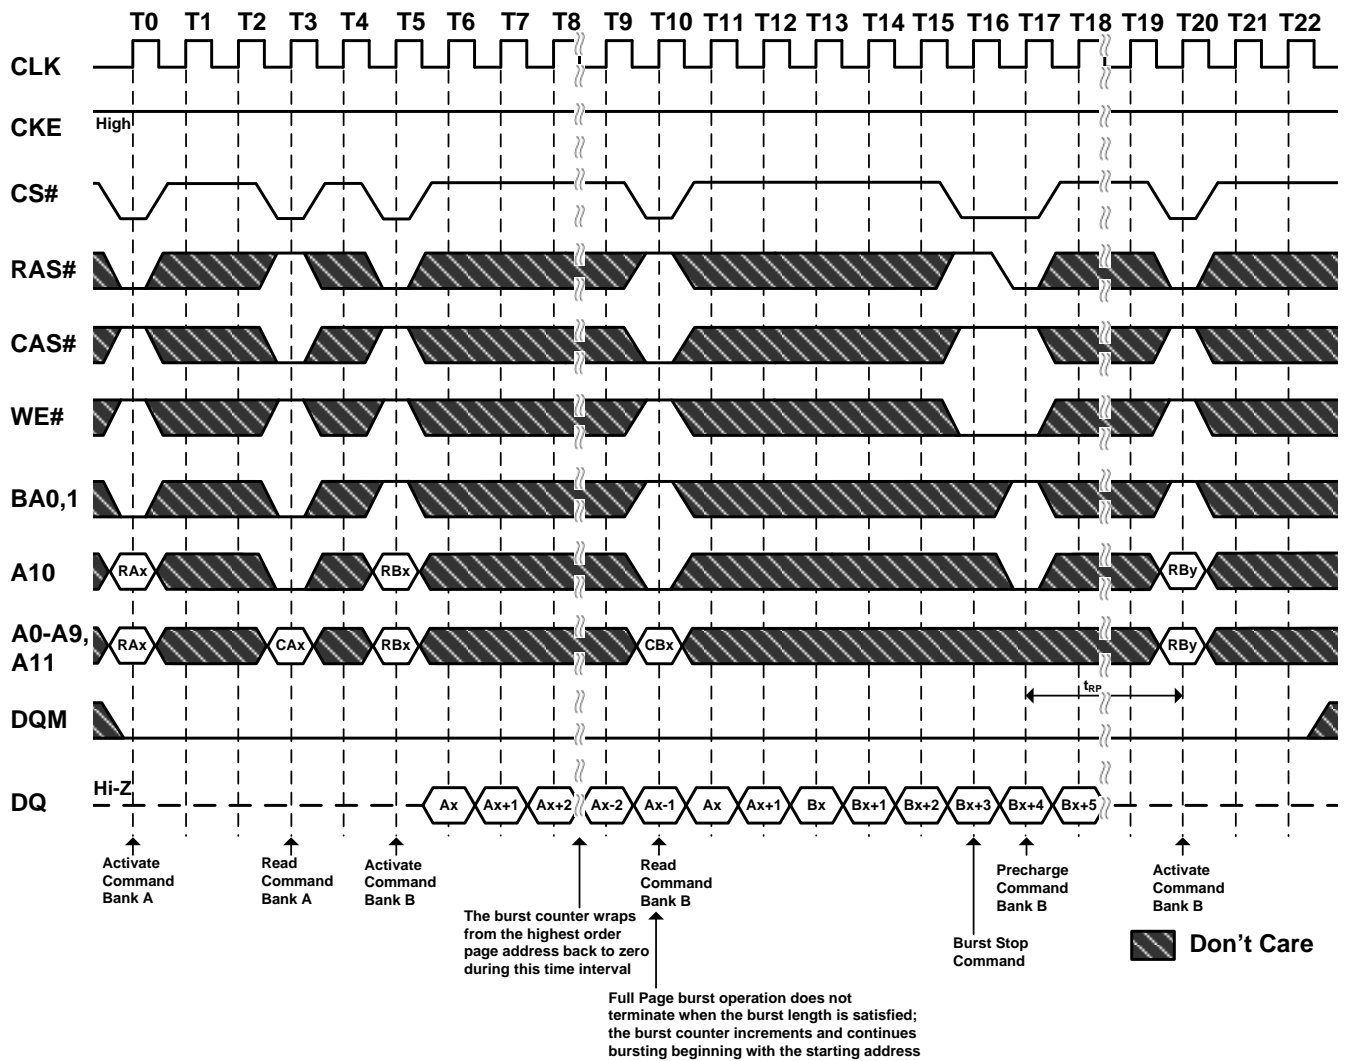 T0 T1 T2 T3 T4 T5 T6 T7 T8 T9 T10 T11 T12 T13 T14 T15 T16 T17 T18 T19 T20 T21 T22
CLK
CKE
High
CS#
RAS#
CAS#
WE#
BA0,1
A10
RAx RBx RBy
A0-A9,
A11
RAx CAx RBx CBx RBy
tRP
DQM
DQ
Hi-Z
Ax Ax+1 Ax+2 Ax-2 Ax-1 Ax Ax+1 Bx Bx+1 Bx+2 Bx+3 Bx+4 Bx+5
Activate
Command
Bank A
Read
Command
Bank A
Activate
Command
Bank B
The burst counter wraps
from the highest order
page address back to zero
during this time interval
Read
Command
Bank B
Full Page burst operation does not
terminate when the burst length is satisfied;
the burst counter increments and continues
bursting beginning with the starting address
Burst Stop
Command
Precharge
Command
Bank B
Activate
Command
Bank B
Don't Care